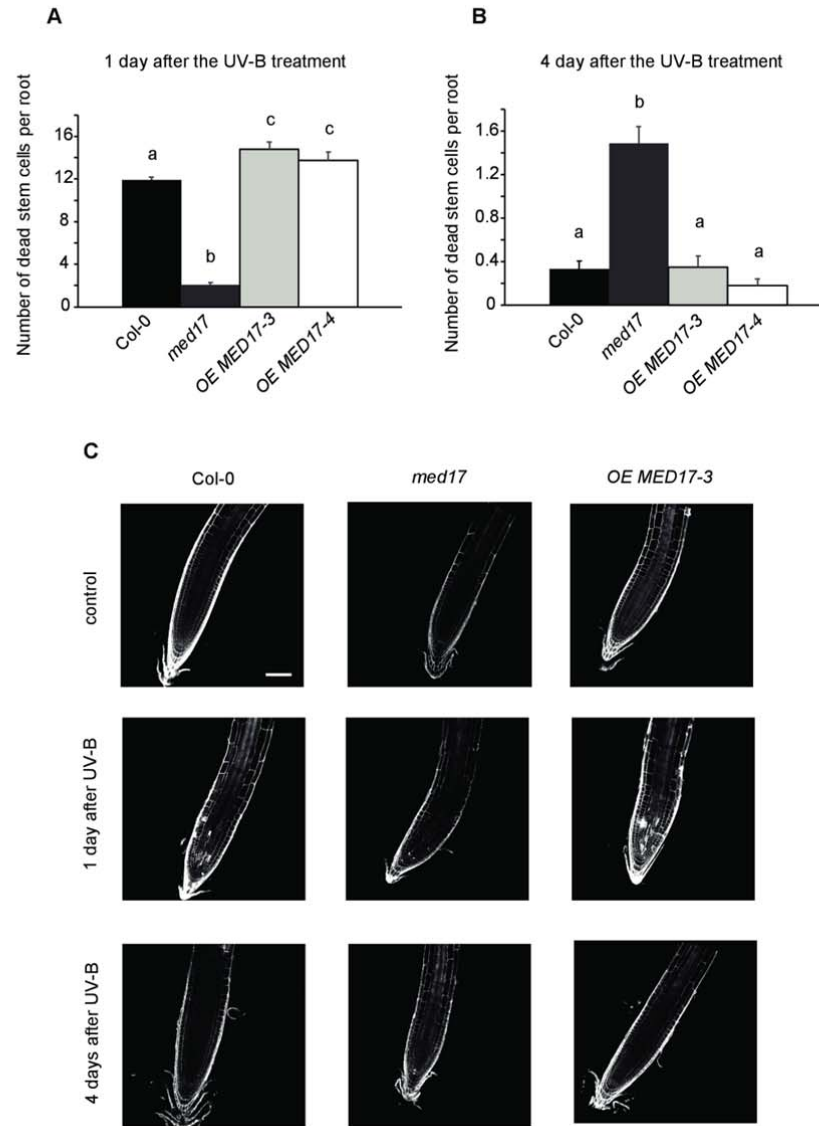 A
1 day after the UV-B treatment
Number of dead stem cells per root
16
12
8
4
2
0
a
b
c
c
Col-0
med17
OE MED17-3
OE MED17-4
B
4 day after the UV-B treatment
Number of dead stem cells per root
1.6
1.2
0.8
0.4
0
a
b
a
a
Col-0
med17
OE MED17-3
OE MED17-4
C
Col-0
med17
OE MED17-3
control
1 day after UV-B
4 days after UV-B